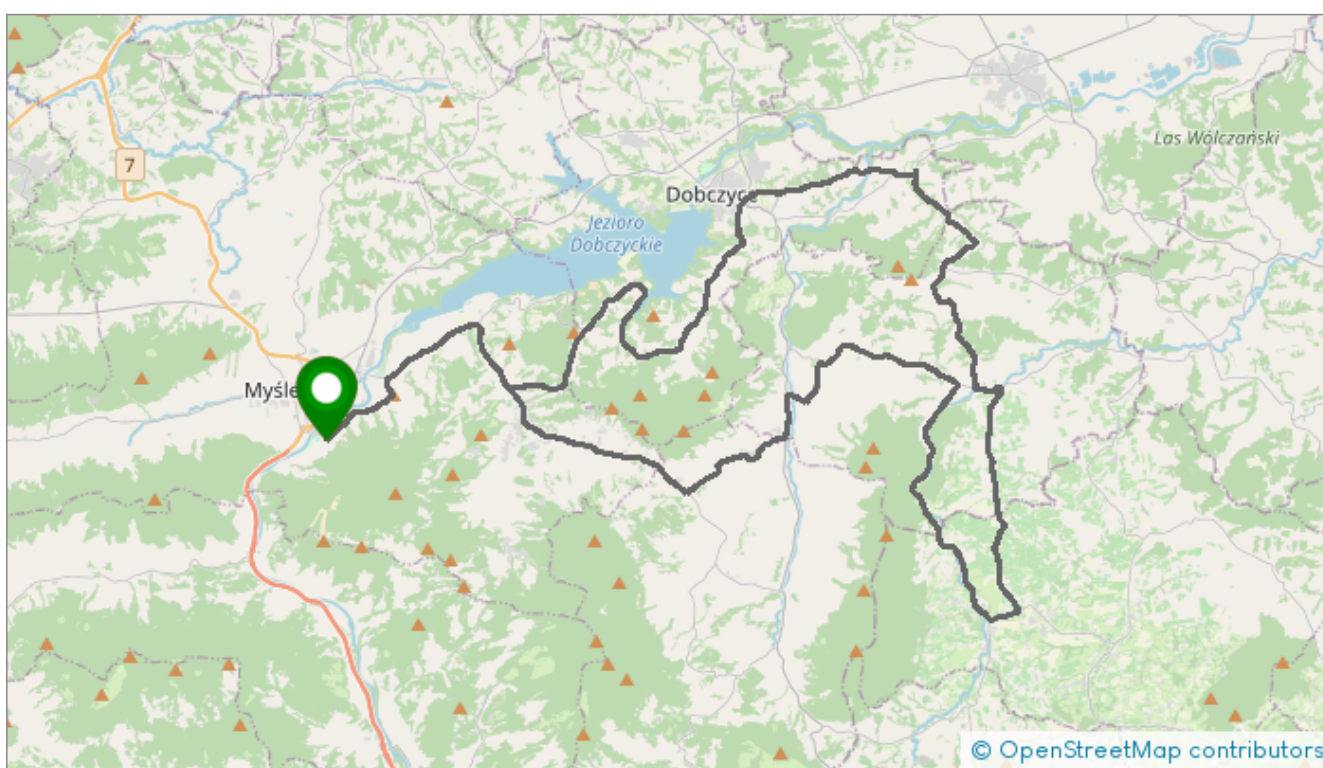 7
Las Wólczański
Dobczyce
Jezioro
Dobczyckie
Myśle
© OpenStreetMap contributors